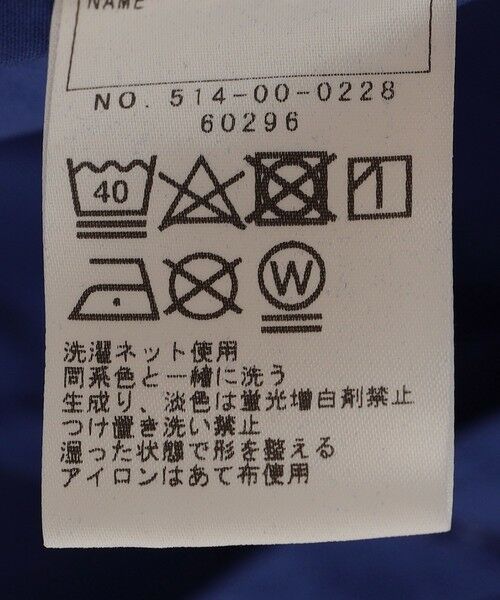 NAME
NO. 514-00-0228
60296
40
W
洗濯ネット使用
同系色と一緒に洗う
生成り、淡色は蛍光増白剤禁止
つけ置き洗い禁止
湿った状態で形を整える
アイロンはあて布使用